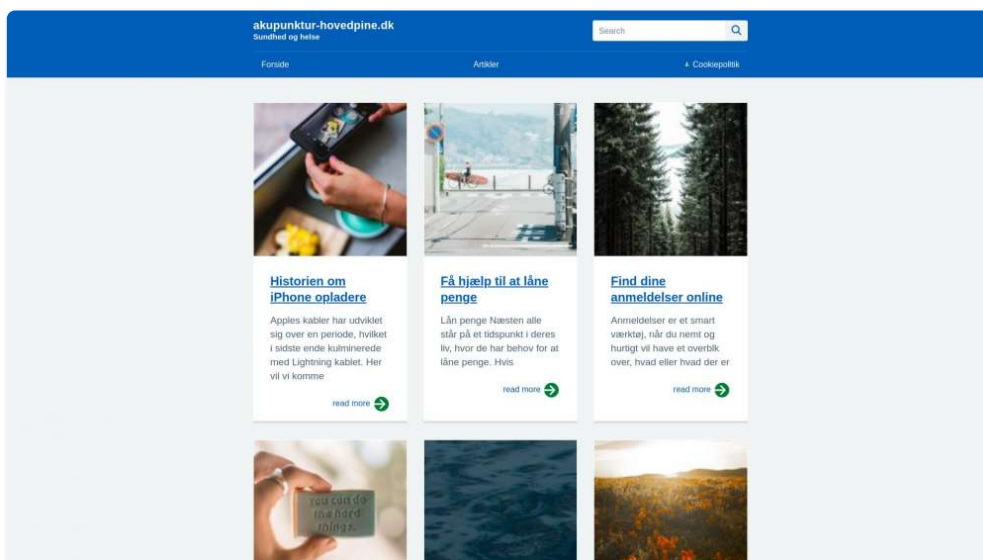 akupunktur-hovedpine.dk
Sundhed og helse
Search
Forside
Artikler
Cookiepolitik
Historien om
iPhone opladere
Apples kabler har udviklet
sig over en periode, hvilket
i sidste ende kulminerede
med Lightning kablet. Her
vil vi komme
read more
Få hjælp til at låne
penge
Lån penge Næsten alle
står på et tidspunkt i deres
liv, hvor de har behov for at
låne penge. Hvis
read more
Find dine
anmeldelser online
Anmeldelser er et smart
værktøj, når du nemt og
hurtigt vil have et overblik
over, hvad eller hvad der er
read more
you can do
the hard
things.